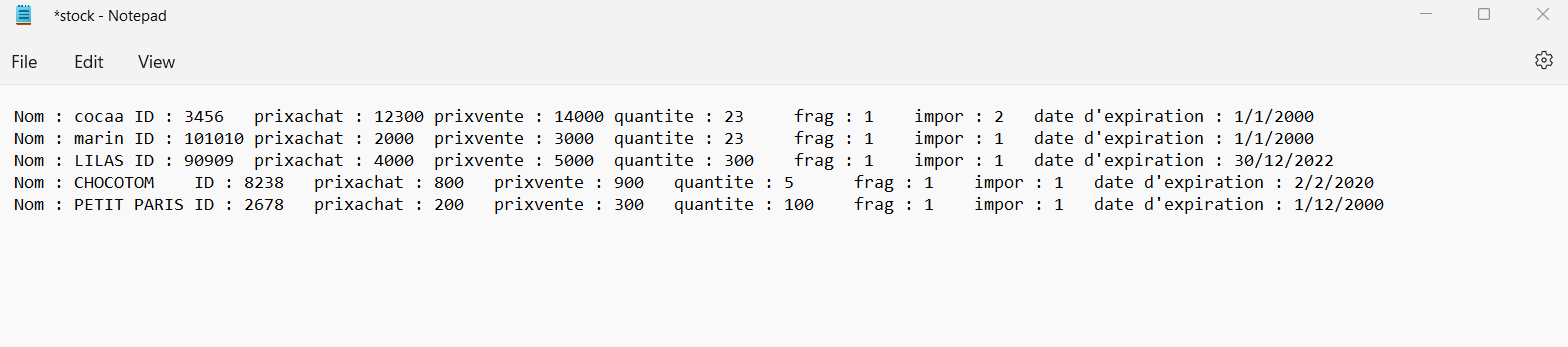 *stock - Notepad
File Edit View
Nom : cocaa ID : 3456 prixachat : 12300 prixvente : 14000 quantite : 23 frag : 1 impor : 2 date d'expiration : 1/1/2000
Nom : marin ID : 101010 prixachat : 2000 prixvente : 3000 quantite : 23 frag : 1 impor : 1 date d'expiration : 1/1/2000
Nom : LILAS ID : 90909 prixachat : 4000 prixvente : 5000 quantite : 300 frag : 1 impor : 1 date d'expiration : 30/12/2022
Nom : CHOCOTOM ID : 8238 prixachat : 800 prixvente : 900 quantite : 5 frag : 1 impor : 1 date d'expiration : 2/2/2020
Nom : PETIT PARIS ID : 2678 prixachat : 200 prixvente : 300 quantite : 100 frag : 1 impor : 1 date d'expiration : 1/12/2000